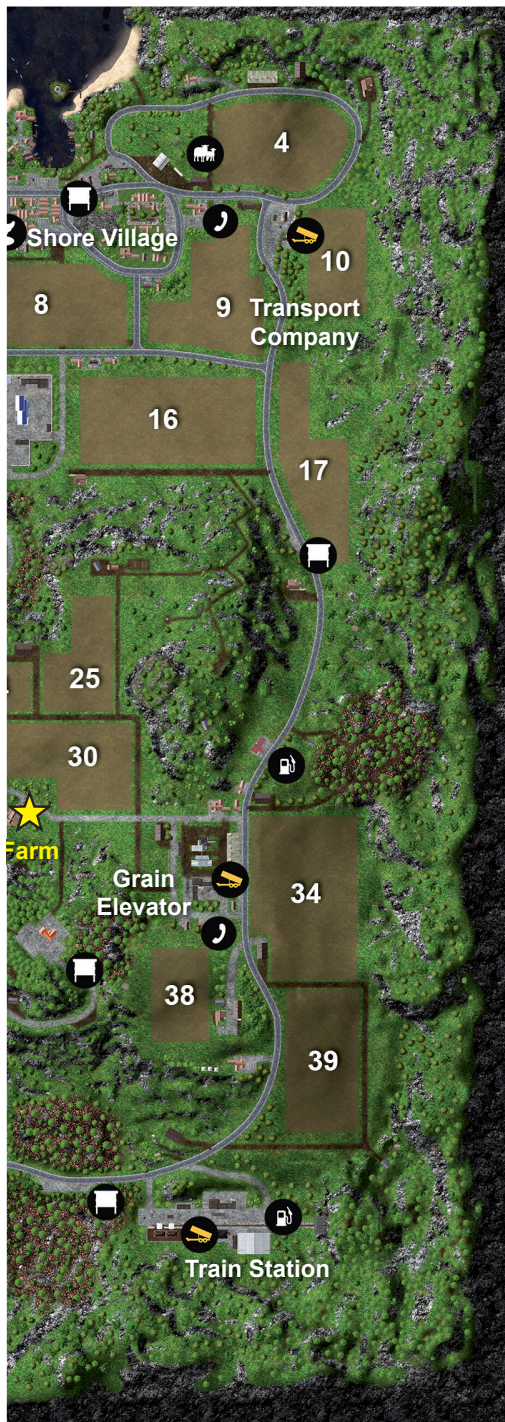 4
Shore Village
10
8
9
Transport
Company
16
17
25
30
Farm
Grain
Elevator
34
38
39
Train Station